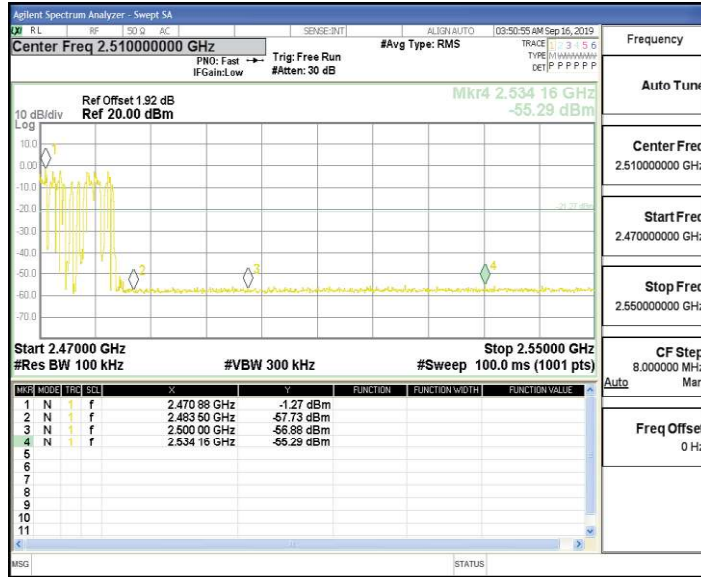 Agilent Spectrum Analyzer - Swept SA
RL RF 50 Ω AC SENSE:INT ALIGN AUTO 03:50:55 AM Sep 16, 2019
Center Freq 2.510000000 GHz #Avg Type: RMS TRACE 1 2 3 4 5 6
PNO: Fast Trig: Free Run TYPE
IFGain:Low #Atten: 30 dB DET P P P P P P
Frequency
Auto Tune
Center Freq
2.510000000 GHz
Start Freq
2.470000000 GHz
Stop Freq
2.550000000 GHz
CF Step
8.000000 MHz
Auto Man
Freq Offset
0 Hz
Mkr4 2.534 16 GHz
-55.29 dBm
Ref Offset 1.92 dB
10 dB/div Ref 20.00 dBm
Log
10.0
0.00
-10.0
-20.0
-30.0
-40.0
-50.0
-60.0
-70.0
-21.27 dBm
1
2
3
4
Start 2.47000 GHz Stop 2.55000 GHz
#Res BW 100 kHz #VBW 300 kHz #Sweep 100.0 ms (1001 pts)
MKR MODE TRC SCL X Y FUNCTION FUNCTION WIDTH FUNCTION VALUE
1 N 1 f 2.470 88 GHz -1.27 dBm
2 N 1 f 2.483 50 GHz -57.73 dBm
3 N 1 f 2.500 00 GHz -56.88 dBm
4 N 1 f 2.534 16 GHz -55.29 dBm
5
6
7
8
9
10
11
MSG STATUS